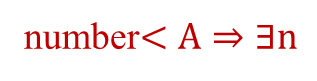 number< A ⇒ ∃n